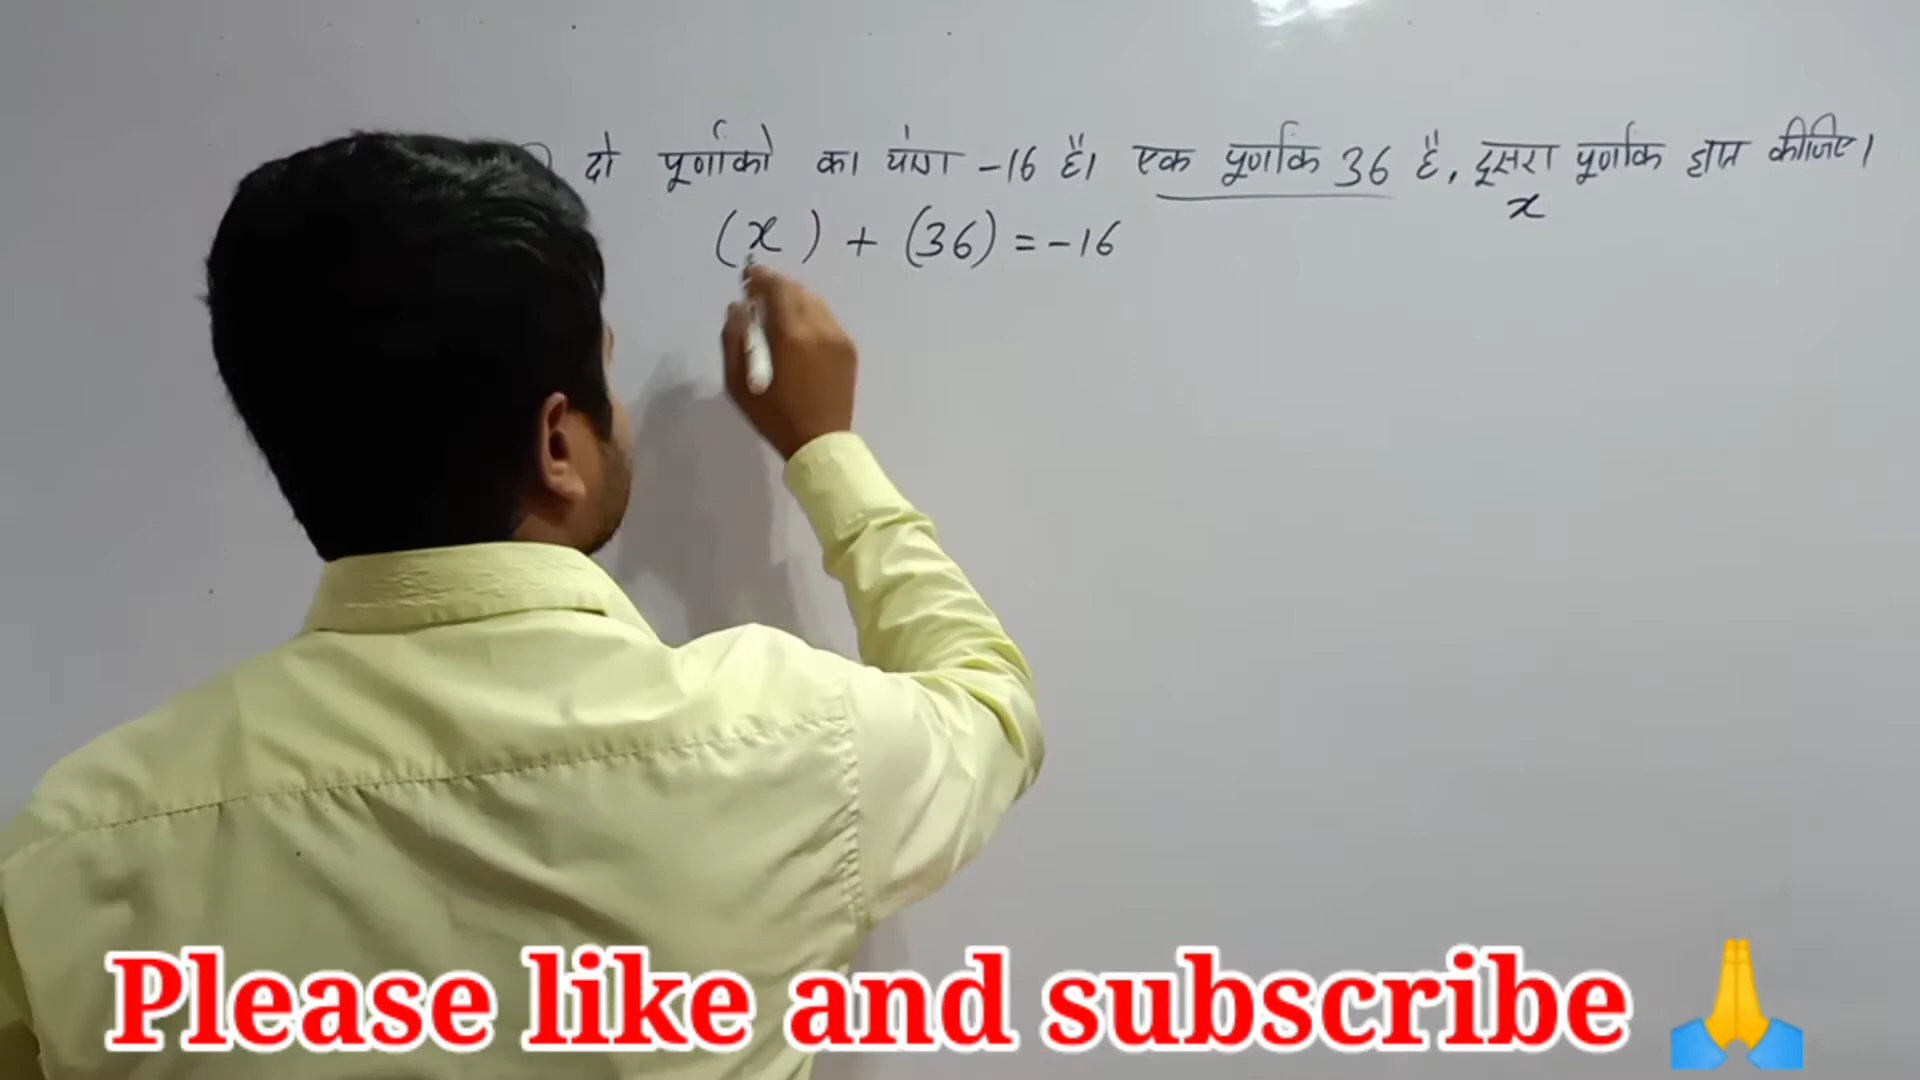 दो पूर्णांको का योग -16 है। एक पूर्णांक 36 है, दूसरा पूर्णांक ज्ञात कीजिए।
x
(x) + (36) = -16
Please like and subscribe 🙏